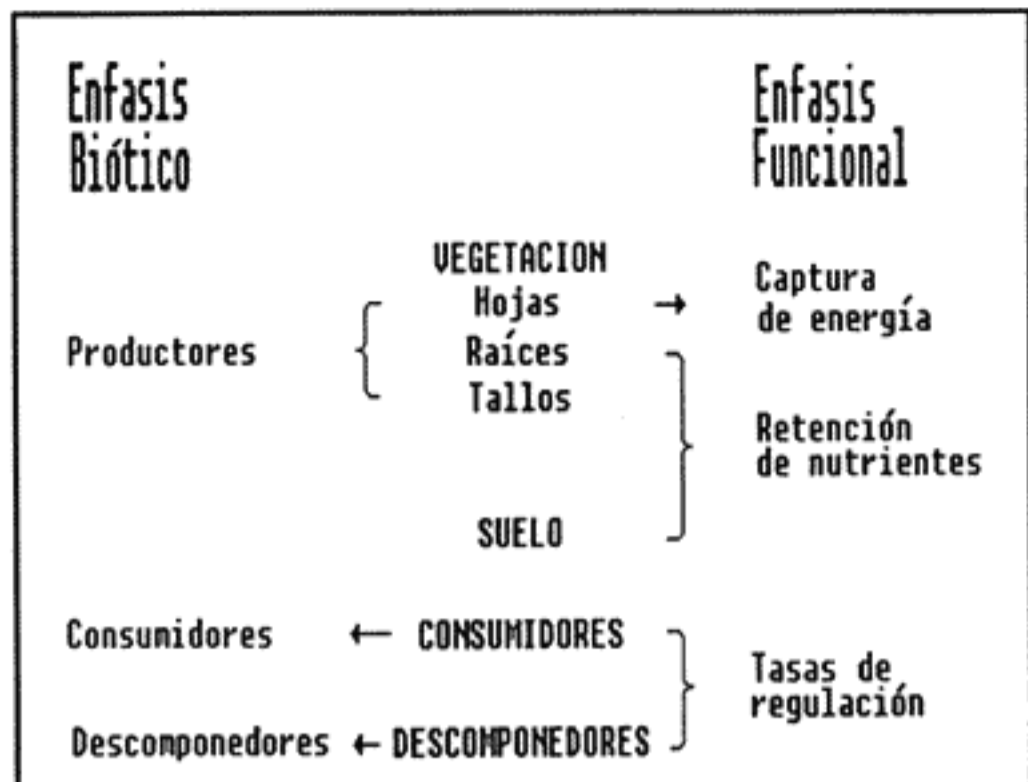 Enfasis
Biótico
Enfasis
Funcional
VEGETACION
Hojas →
Captura
de energía
Productores
Raíces
Tallos
Retención
de nutrientes
SUELO
Consumidores ← CONSUMIDORES
Tasas de
regulación
Descomponedores ← DESCOMPONEDORES